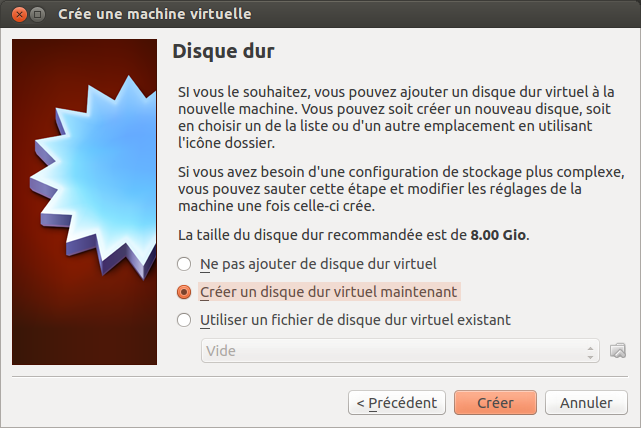 Crée une machine virtuelle
Disque dur
SI vous le souhaitez, vous pouvez ajouter un disque dur virtuel à la
nouvelle machine. Vous pouvez soit créer un nouveau disque, soit
en choisir un de la liste ou d'un autre emplacement en utilisant
l'icône dossier.
Si vous avez besoin d'une configuration de stockage plus complexe,
vous pouvez sauter cette étape et modifier les réglages de la
machine une fois celle-ci crée.
La taille du disque dur recommandée est de 8.00 Gio.
Ne pas ajouter de disque dur virtuel
Créer un disque dur virtuel maintenant
Utiliser un fichier de disque dur virtuel existant
Vide
< Précédent
Créer
Annuler